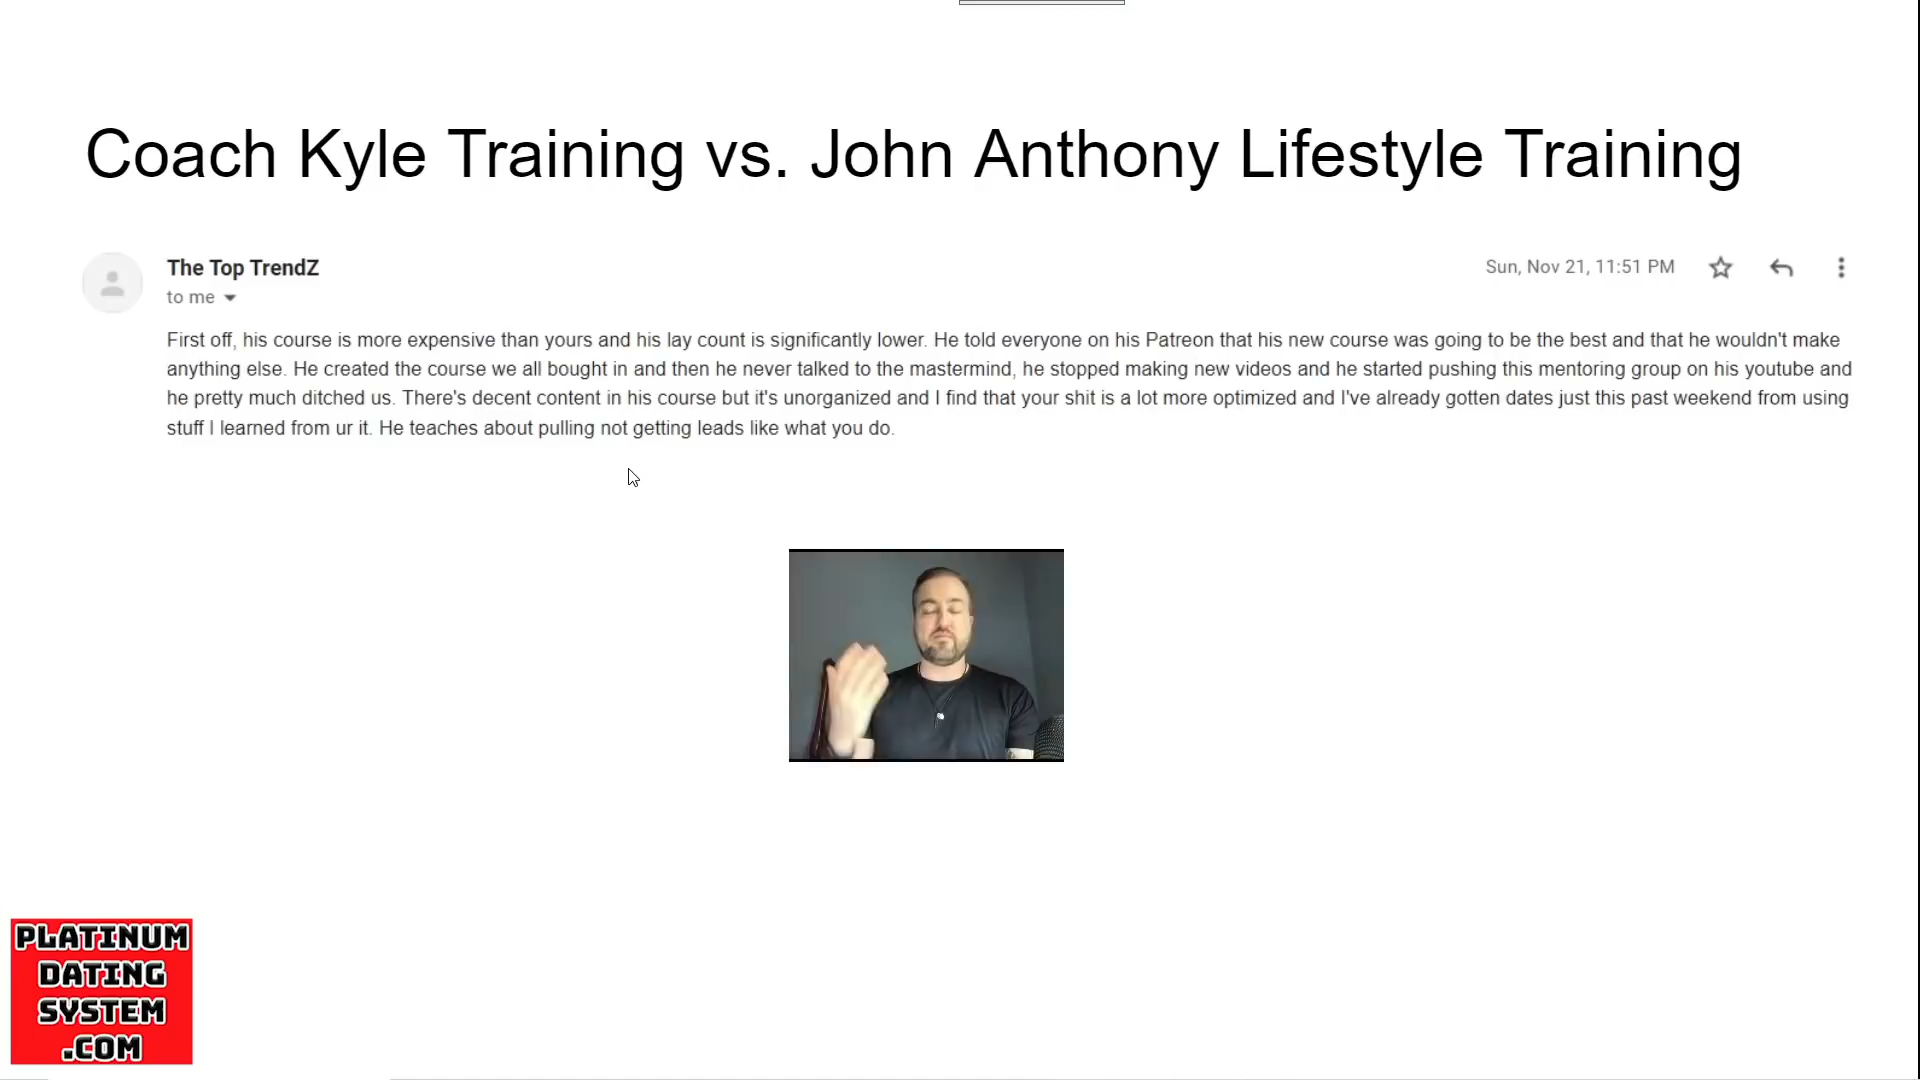 Coach Kyle Training vs. John Anthony Lifestyle Training
The Top TrendZ
Sun, Nov 21, 11:51 PM
to me
First off, his course is more expensive than yours and his lay count is significantly lower. He told everyone on his Patreon that his new course was going to be the best and that he wouldn't make
anything else. He created the course we all bought in and then he never talked to the mastermind, he stopped making new videos and he started pushing this mentoring group on his youtube and
he pretty much ditched us. There's decent content in his course but it's unorganized and I find that your shit is a lot more optimized and I've already gotten dates just this past weekend from using
stuff I learned from ur it. He teaches about pulling not getting leads like what you do.
PLATINUM
DATING
SYSTEM
.COM